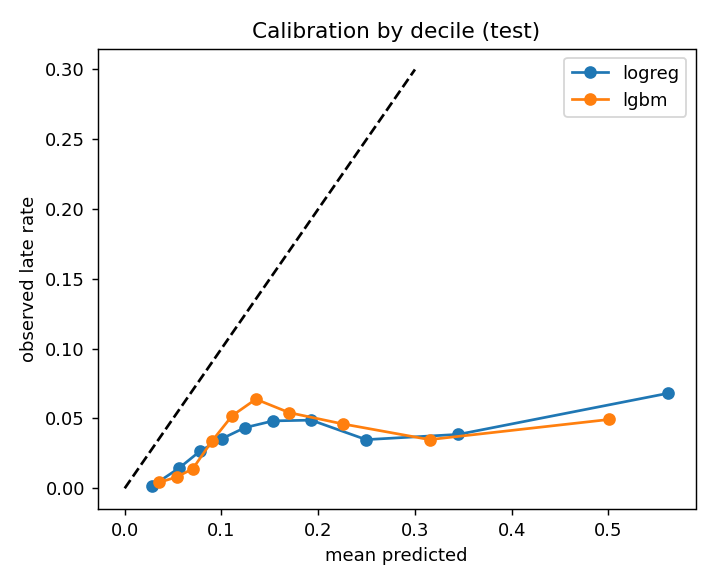 Calibration by decile (test)
logreg
lgbm
0.30
0.25
0.20
0.15
0.10
0.05
0.00
observed late rate
0.0 0.1 0.2 0.3 0.4 0.5
mean predicted